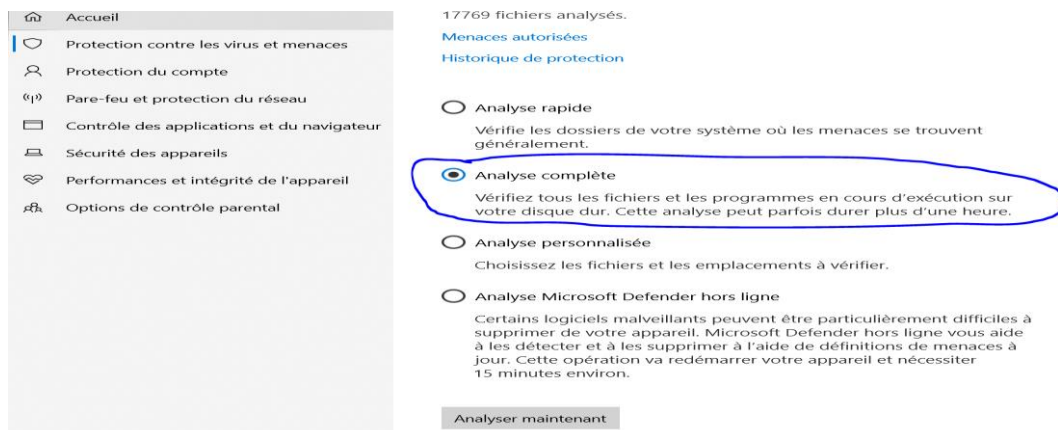 Accueil
Protection contre les virus et menaces
Protection du compte
Pare-feu et protection du réseau
Contrôle des applications et du navigateur
Sécurité des appareils
Performances et intégrité de l'appareil
Options de contrôle parental
17769 fichiers analysés.
Menaces autorisées
Historique de protection
Analyse rapide
Vérifie les dossiers de votre système où les menaces se trouvent
généralement.
Analyse complète
Vérifiez tous les fichiers et les programmes en cours d'exécution sur
votre disque dur. Cette analyse peut parfois durer plus d'une heure.
Analyse personnalisée
Choisissez les fichiers et les emplacements à vérifier.
Analyse Microsoft Defender hors ligne
Certains logiciels malveillants peuvent être particulièrement difficiles à
supprimer de votre appareil. Microsoft Defender hors ligne vous aide
à les détecter et à les supprimer à l'aide de définitions de menaces à
jour. Cette opération va redémarrer votre appareil et nécessiter
15 minutes environ.
Analyser maintenant